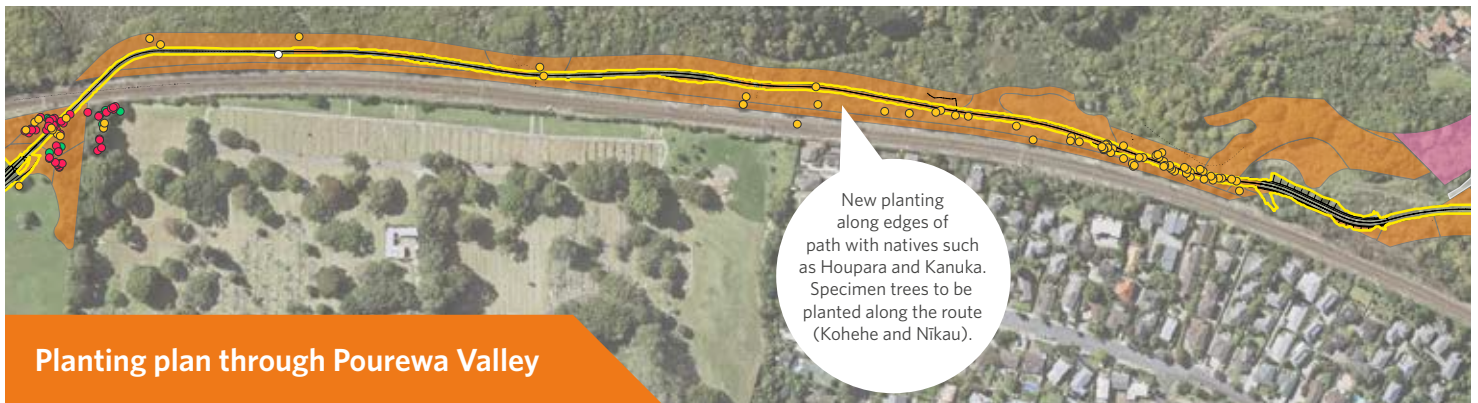 New planting
along edges of
path with natives such
as Houpara and Kanuka.
Specimen trees to be
planted along the route
(Kohehe and Nīkau).
Planting plan through Pourewa Valley